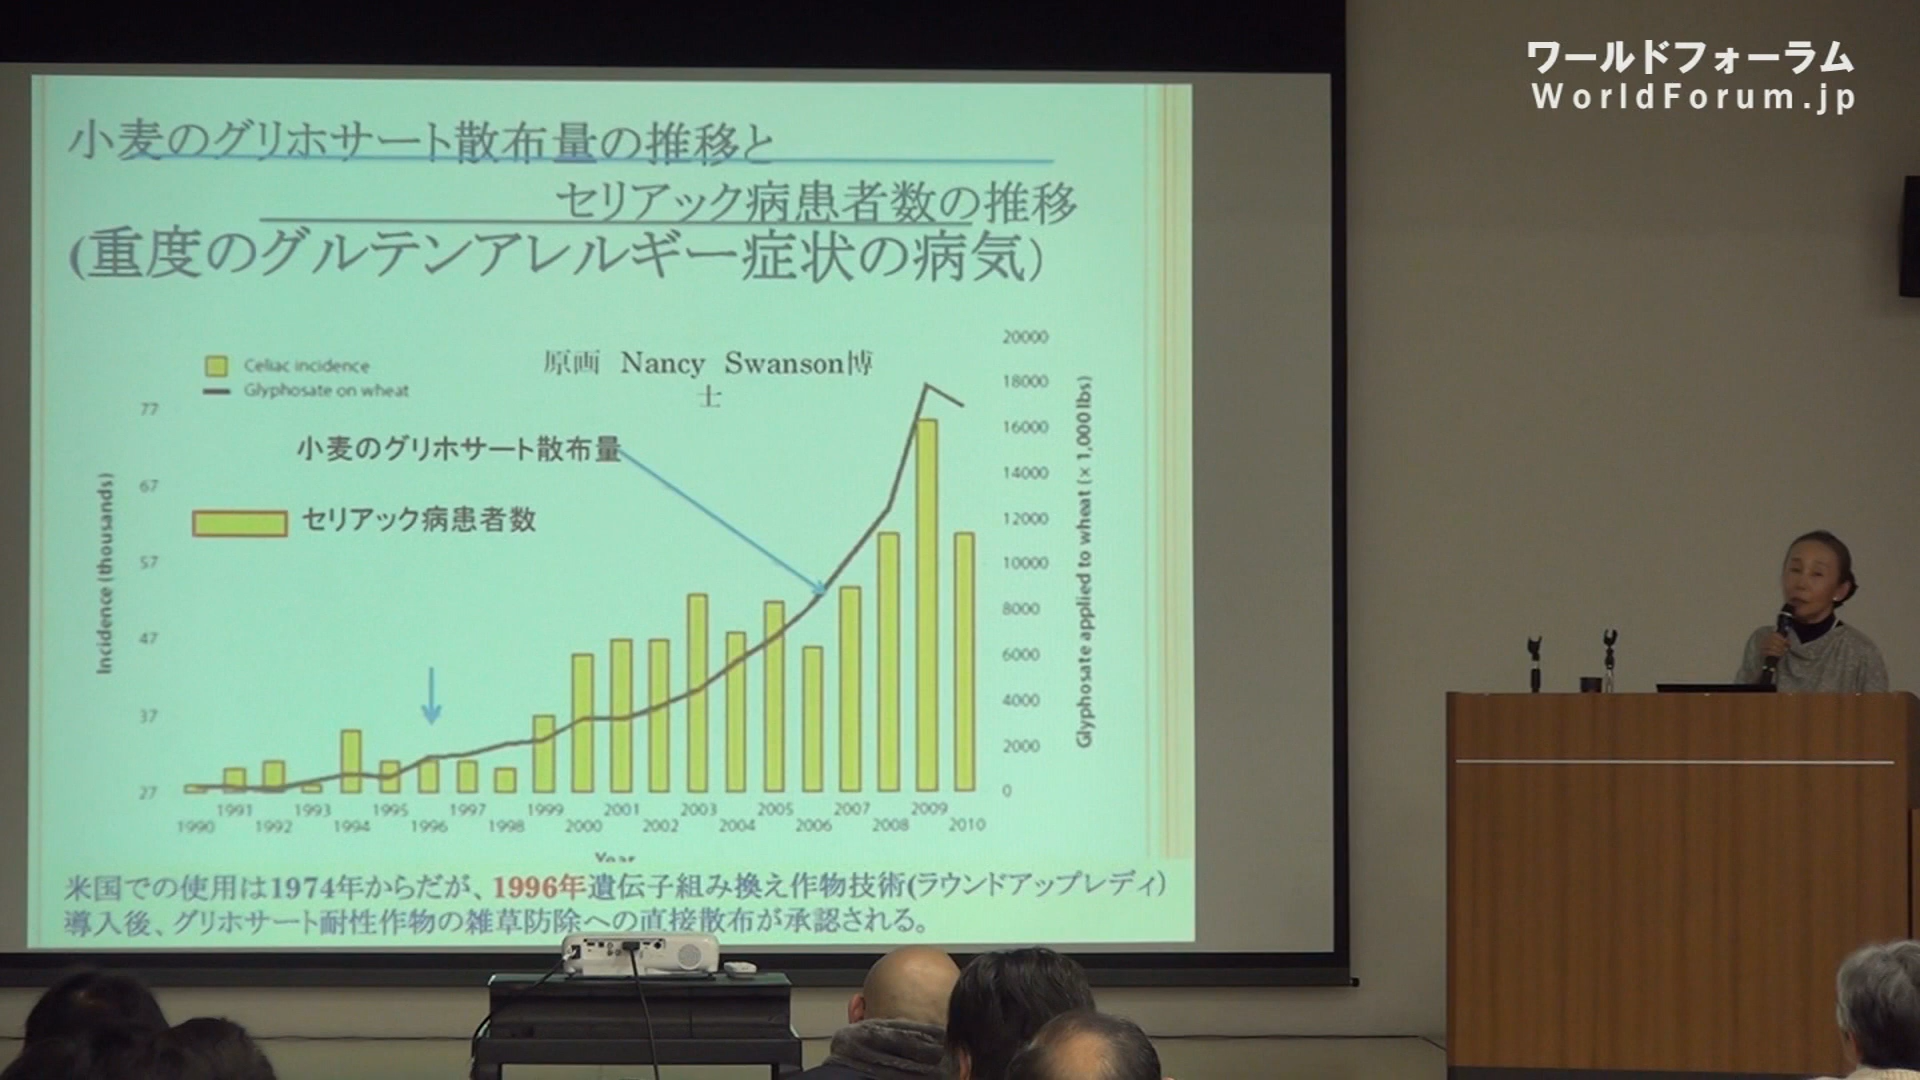 ワールドフォーラム
WorldForum.jp
小麦のグリホサート散布量の推移と
セリアック病患者数の推移
(重度のグルテンアレルギー症状の病気)
Celiac incidence
Glyphosate on wheat
原画 Nancy Swanson博
士
小麦のグリホサート散布量
セリアック病患者数
Incidence (thousands)
77
67
57
47
37
27
20000
18000
16000
14000
12000
10000
8000
6000
4000
2000
0
Glyphosate applied to wheat (× 1,000 lbs)
1991 1993 1995 1997 1999 2001 2003 2005 2007 2009
1990 1992 1994 1996 1998 2000 2002 2004 2006 2008 2010
Year
米国での使用は1974年からだが、1996年遺伝子組み換え作物技術(ラウンドアップレディ)
導入後、グリホサート耐性作物の雑草防除への直接散布が承認される。